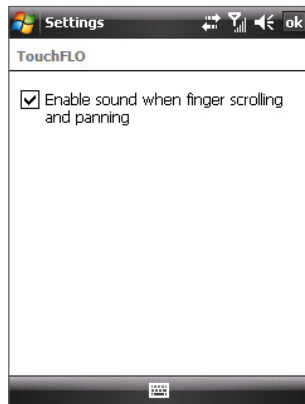 Settings
ok
TouchFLO
Enable sound when finger scrolling
and panning